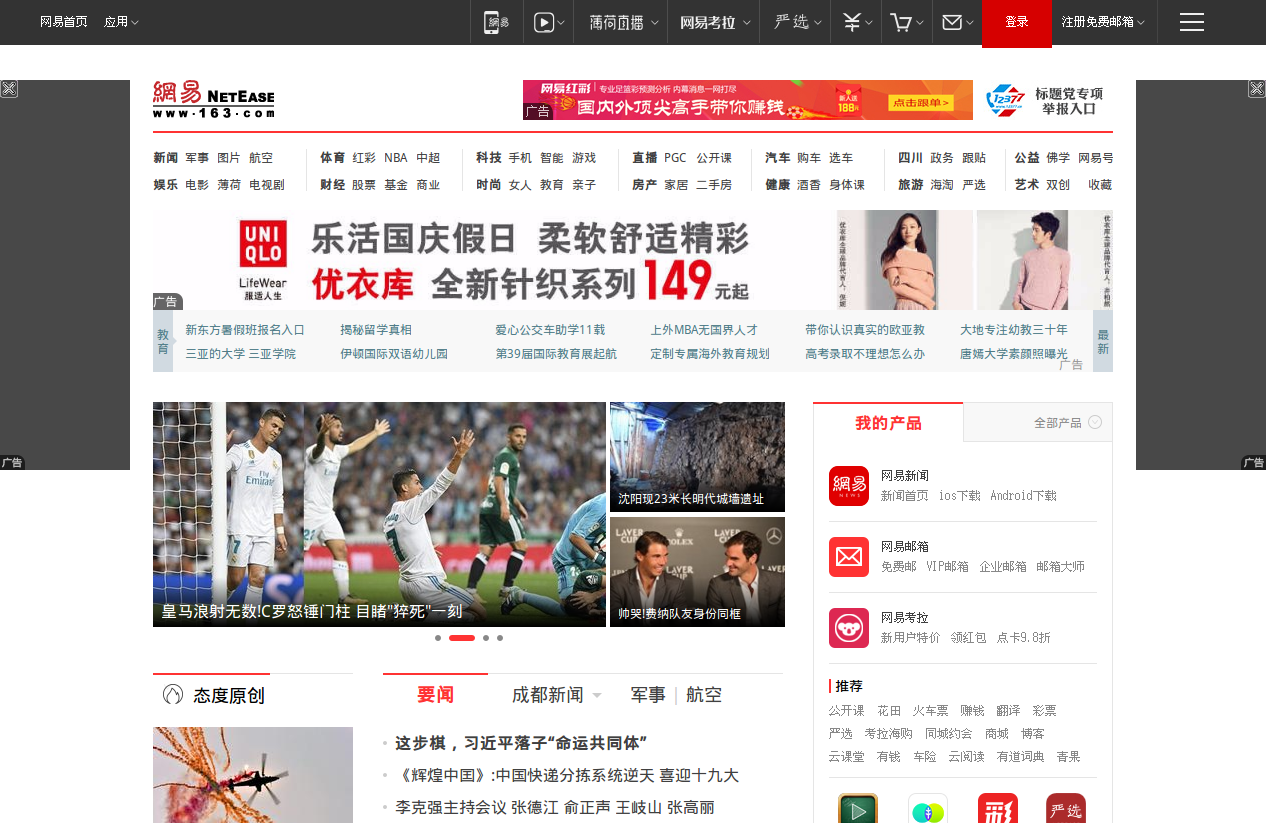 网易首页 应用 網易 薄荷直播 网易考拉 严选 登录 注册免费邮箱
網易 NETEASE
www.163.com
网易红彩 专业足篮彩预测分析 内幕消息一网打尽
国内外顶尖高手带你赚钱 新人送 188元 点击跟单>
广告
12377 标题党专项
举报入口
新闻 军事 图片 航空 体育 红彩 NBA 中超 科技 手机 智能 游戏 直播 PGC 公开课 汽车 购车 选车 四川 政务 跟贴 公益 佛学 网易号
娱乐 电影 薄荷 电视剧 财经 股票 基金 商业 时尚 女人 教育 亲子 房产 家居 二手房 健康 酒香 身体课 旅游 海淘 严选 艺术 双创 收藏
UNI
QLO
LifeWear
服适人生
乐活国庆假日 柔软舒适精彩
优衣库 全新针织系列149元起
广告
教育
新东方暑假班报名入口 揭秘留学真相 爱心公交车助学11载 上外MBA无国界人才 带你认识真实的欧亚教 大地专注幼教三十年
三亚的大学 三亚学院 伊顿国际双语幼儿园 第39届国际教育展起航 定制专属海外教育规划 高考录取不理想怎么办 唐嫣大学素颜照曝光
最新
广告
广告
广告
皇马浪射无数!C罗怒锤门柱 目睹"猝死"一刻
沈阳现23米长明代城墙遗址
帅哭!费纳队友身份同框
我的产品 全部产品
網易
NEWS
网易新闻
新闻首页 ios下载 Android下载
网易邮箱
免费邮 VIP邮箱 企业邮箱 邮箱大师
网易考拉
新用户特价 领红包 点卡9.8折
推荐
公开课 花田 火车票 赚钱 翻译 彩票
严选 考拉海购 同城约会 商城 博客
云课堂 有钱 车险 云阅读 有道词典 青果
彩 严选
态度原创
要闻 成都新闻 军事 航空
这步棋，习近平落子“命运共同体”
《辉煌中国》:中国快递分拣系统逆天 喜迎十九大
李克强主持会议 张德江 俞正声 王岐山 张高丽